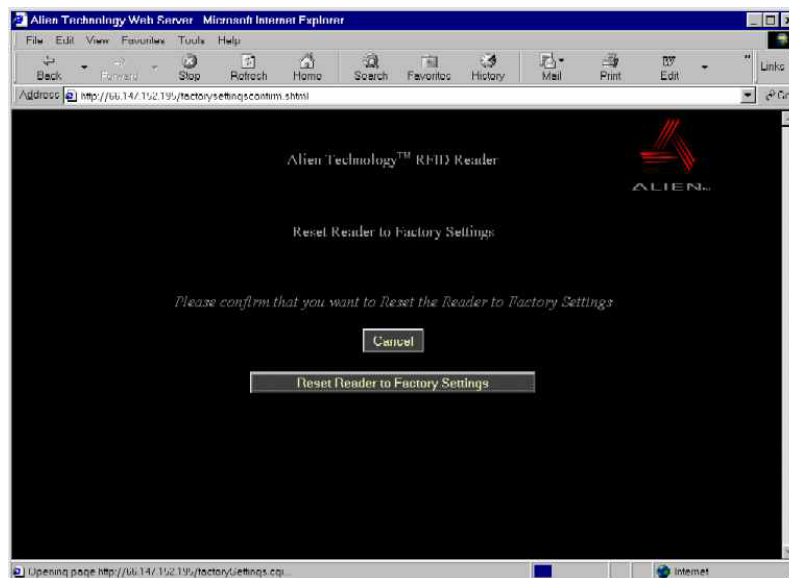 Alien Technology Web Server - Microsoft Internet Explorer
File Edit View Favorites Tools Help
Back Forward Stop Refresh Home Search Favorites History Mail Print Edit " Links
Address http://66.147.152.195/factorysettingsconfirm.shtml Go
Alien Technology™ RFID Reader
ALIEN
Reset Reader to Factory Settings
Please confirm that you want to Reset the Reader to Factory Settings
Cancel
Reset Reader to Factory Settings
Opening page http://66.147.152.195/factorySettings.cgi... Internet